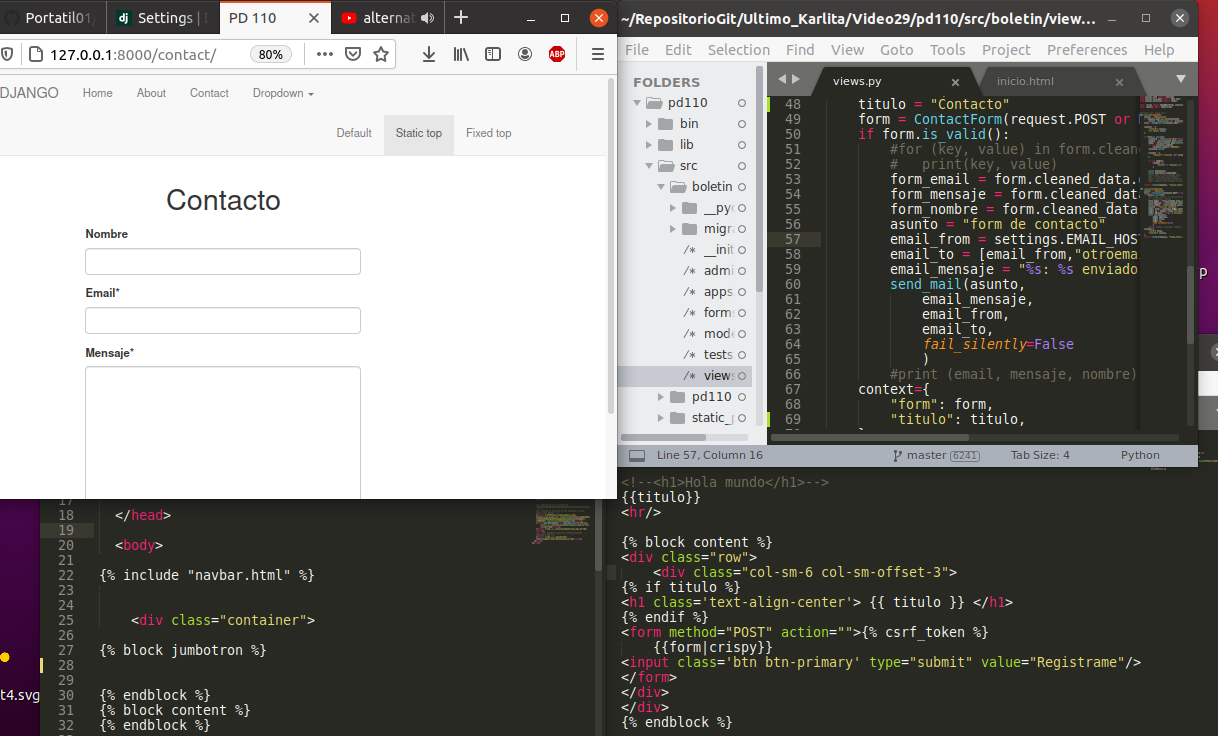 Portatil01/
Settings |
PD 110
alternat
127.0.0.1:8000/contact/
80%
ABP
DJANGO
Home
About
Contact
Dropdown
Default
Static top
Fixed top
Contacto
Nombre
Email*
Mensaje*
~/RepositorioGit/Ultimo_Karlita/Video29/pd110/src/boletin/view...
File Edit Selection Find View Goto Tools Project Preferences Help
FOLDERS
pd110
bin
lib
src
boletin
__pyc
migra
__init
admi
apps
form
mode
tests
views
pd110
static_p
views.py
inicio.html
48 titulo = "Contacto"
49 form = ContactForm(request.POST or
50 if form.is_valid():
51 #for (key, value) in form.clean
52 # print(key, value)
53 form_email = form.cleaned_data.
54 form_mensaje = form.cleaned_data
55 form_nombre = form.cleaned_data
56 asunto = "form de contacto"
57 email_from = settings.EMAIL_HOST
58 email_to = [email_from,"otroemai
59 email_mensaje = "%s: %s enviado
60 send_mail(asunto,
61 email_mensaje,
62 email_from,
63 email_to,
64 fail_silently=False
65 )
66 #print (email, mensaje, nombre)
67 context={
68 "form": form,
69 "titulo": titulo,
Line 57, Column 16
master 6241
Tab Size: 4
Python
p
t4.svg
17
18 </head>
19
20 <body>
21
22 {% include "navbar.html" %}
23
24
25 <div class="container">
26
27 {% block jumbotron %}
28
29
30 {% endblock %}
31 {% block content %}
32 {% endblock %}
<!--<h1>Hola mundo</h1>-->
{{titulo}}
<hr/>
{% block content %}
<div class="row">
<div class="col-sm-6 col-sm-offset-3">
{% if titulo %}
<h1 class='text-align-center'> {{ titulo }} </h1>
{% endif %}
<form method="POST" action="">{% csrf_token %}
{{form|crispy}}
<input class='btn btn-primary' type="submit" value="Registrame"/>
</form>
</div>
</div>
{% endblock %}